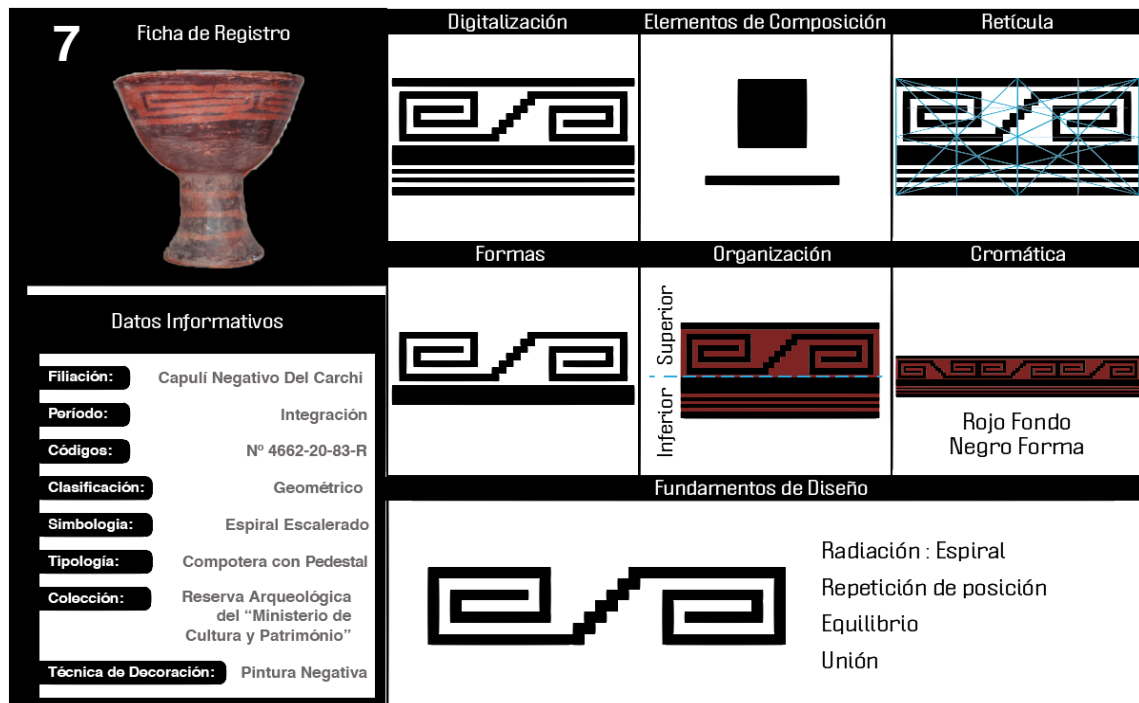 7
Ficha de Registro
Datos Informativos
Filiación: Capulí Negativo Del Carchi
Período: Integración
Códigos: Nº 4662-20-83-R
Clasificación: Geométrico
Simbologia: Espiral Escalerado
Tipología: Compotera con Pedestal
Colección: Reserva Arqueológica
del “Ministerio de
Cultura y Património”
Técnica de Decoración: Pintura Negativa
Digitalización
Elementos de Composición
Retícula
Formas
Organización
Superior
Inferior
Cromática
Rojo Fondo
Negro Forma
Fundamentos de Diseño
Radiación : Espiral
Repetición de posición
Equilibrio
Unión